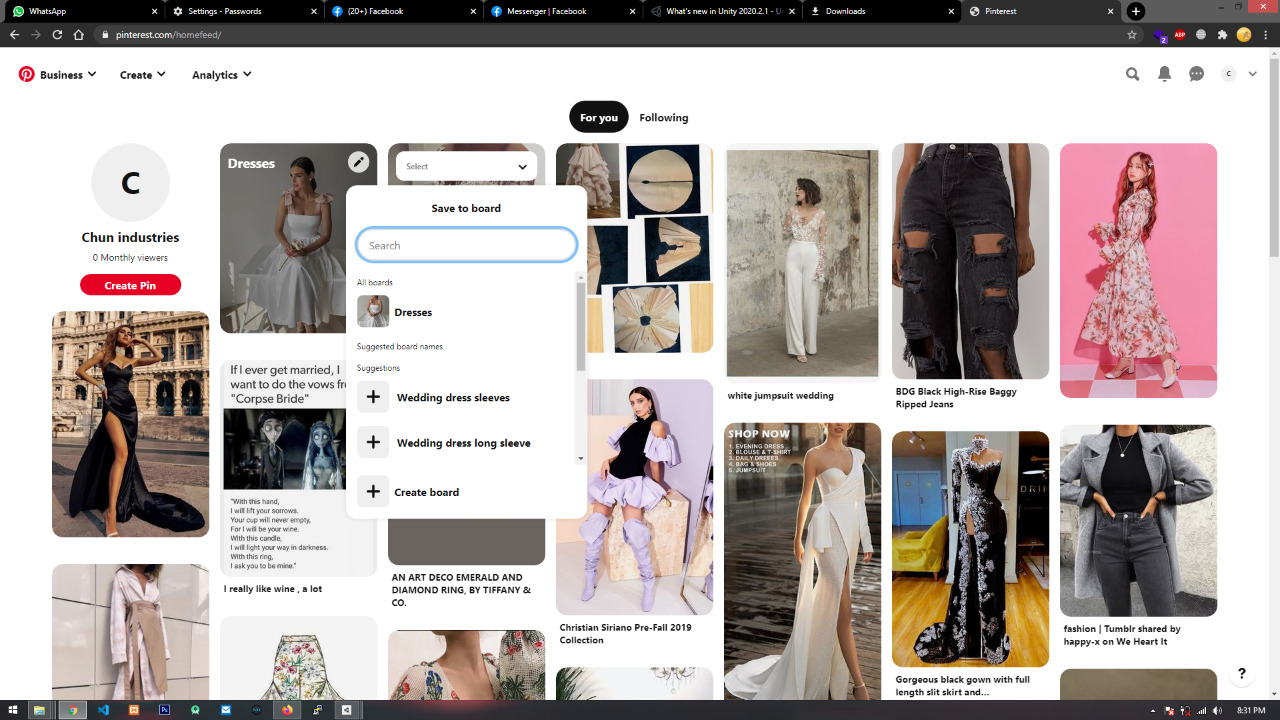 WhatsApp
Settings - Passwords
(20+) Facebook
Messenger | Facebook
What's new in Unity 2020.2.1 - U
Downloads
Pinterest
pinterest.com/homefeed/
2
ABP
Business
Create
Analytics
C
For you
Following
C
Chun industries
0 Monthly viewers
Create Pin
Dresses
Select
Save to board
Search
All boards
Dresses
Suggested board names
Suggestions
Wedding dress sleeves
Wedding dress long sleeve
Create board
If I ever get married, I
want to do the vows fr
"Corpse Bride"
"With this hand,
I will lift your sorrows.
Your cup will never empty,
For I will be your wine.
With this candle,
I will light your way in darkness.
With this ring,
I ask you to be mine."
I really like wine , a lot
AN ART DECO EMERALD AND
DIAMOND RING, BY TIFFANY &
CO.
Christian Siriano Pre-Fall 2019
Collection
white jumpsuit wedding
SHOP NOW
1. EVENING DRESS
2. BLOUSE & T-SHIRT
3. DAILY DREEES
4. BAG & SHOES
5. JUMPSUIT
BDG Black High-Rise Baggy
Ripped Jeans
Gorgeous black gown with full
length slit skirt and...
fashion | Tumblr shared by
happy-x on We Heart It
?
8:31 PM